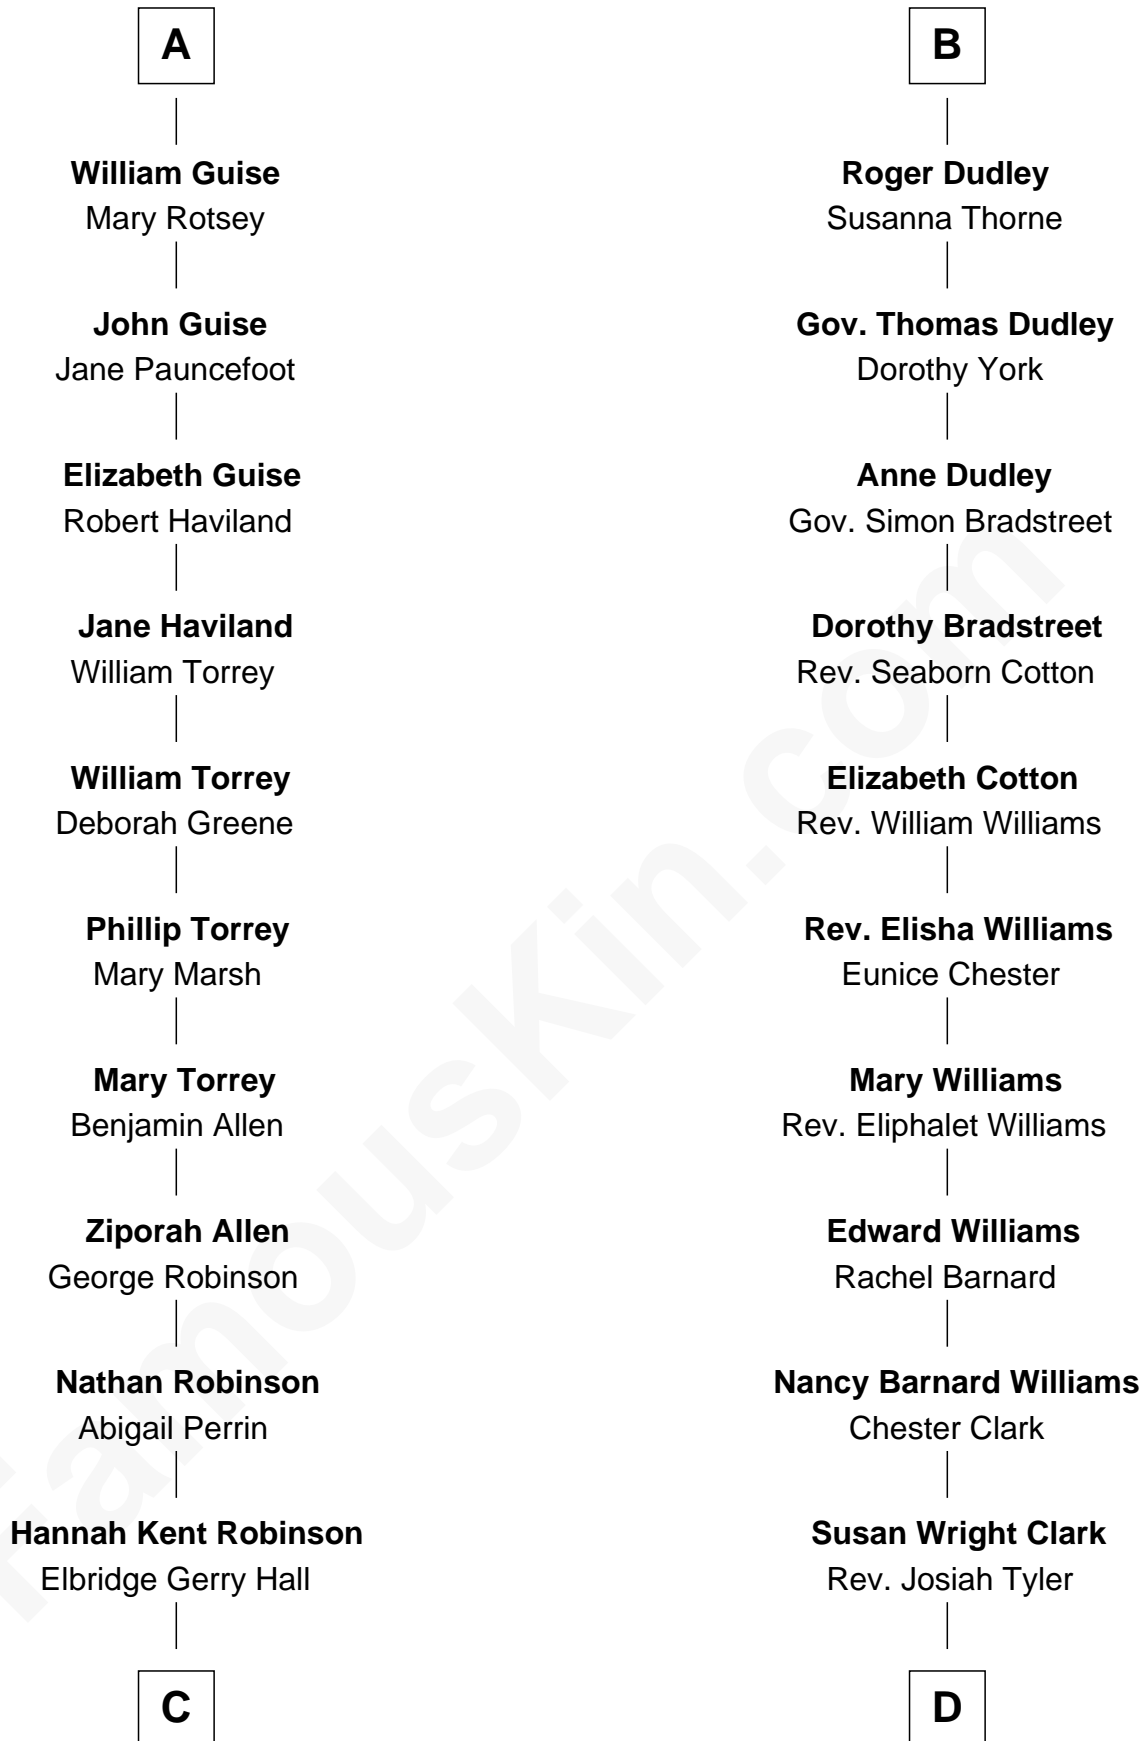 A
William Guise
Mary Rotsey
John Guise
Jane Pauncefoot
Elizabeth Guise
Robert Haviland
Jane Haviland
William Torrey
William Torrey
Deborah Greene
Phillip Torrey
Mary Marsh
Mary Torrey
Benjamin Allen
Ziporah Allen
George Robinson
Nathan Robinson
Abigail Perrin
Hannah Kent Robinson
Elbridge Gerry Hall
C
B
Roger Dudley
Susanna Thorne
Gov. Thomas Dudley
Dorothy York
Anne Dudley
Gov. Simon Bradstreet
Dorothy Bradstreet
Rev. Seaborn Cotton
Elizabeth Cotton
Rev. William Williams
Rev. Elisha Williams
Eunice Chester
Mary Williams
Rev. Eliphalet Williams
Edward Williams
Rachel Barnard
Nancy Barnard Williams
Chester Clark
Susan Wright Clark
Rev. Josiah Tyler
D
FamousKin.com